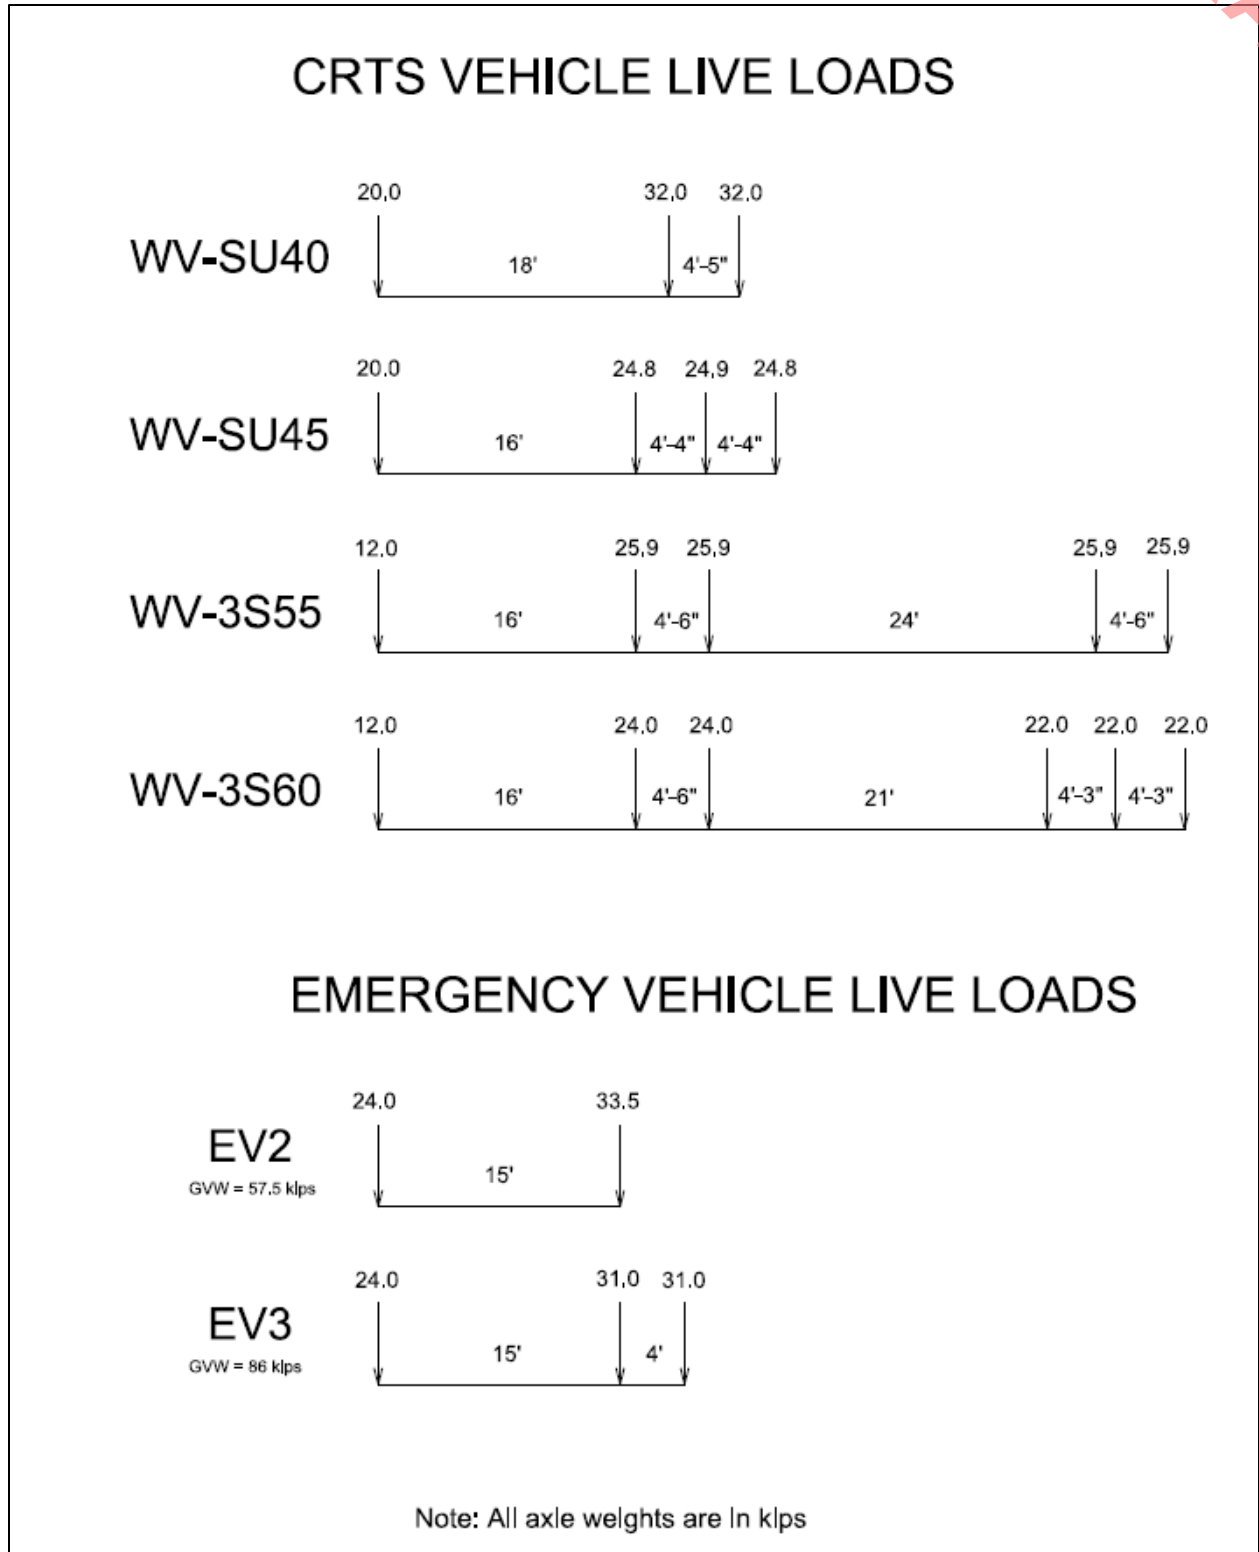 CRTS VEHICLE LIVE LOADS
20.0 32.0 32.0
WV-SU40 18' 4'-5"
20.0 24.8 24.9 24.8
WV-SU45 16' 4'-4" 4'-4"
12.0 25.9 25.9 25.9 25.9
WV-3S55 16' 4'-6" 24' 4'-6"
12.0 24.0 24.0 22.0 22.0 22.0
WV-3S60 16' 4'-6" 21' 4'-3" 4'-3"
EMERGENCY VEHICLE LIVE LOADS
24.0 33.5
EV2 15'
GVW = 57.5 kips
24.0 31.0 31.0
EV3 15' 4'
GVW = 86 kips
Note: All axle weights are in kips